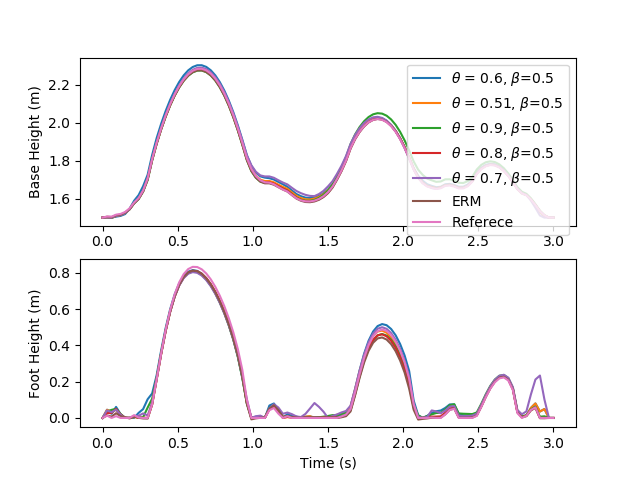 Base Height (m)
2.2
2.0
1.8
1.6
θ = 0.6, β=0.5
θ = 0.51, β=0.5
θ = 0.9, β=0.5
θ = 0.8, β=0.5
θ = 0.7, β=0.5
ERM
Referece
0.0 0.5 1.0 1.5 2.0 2.5 3.0
Foot Height (m)
0.8
0.6
0.4
0.2
0.0
0.0 0.5 1.0 1.5 2.0 2.5 3.0
Time (s)